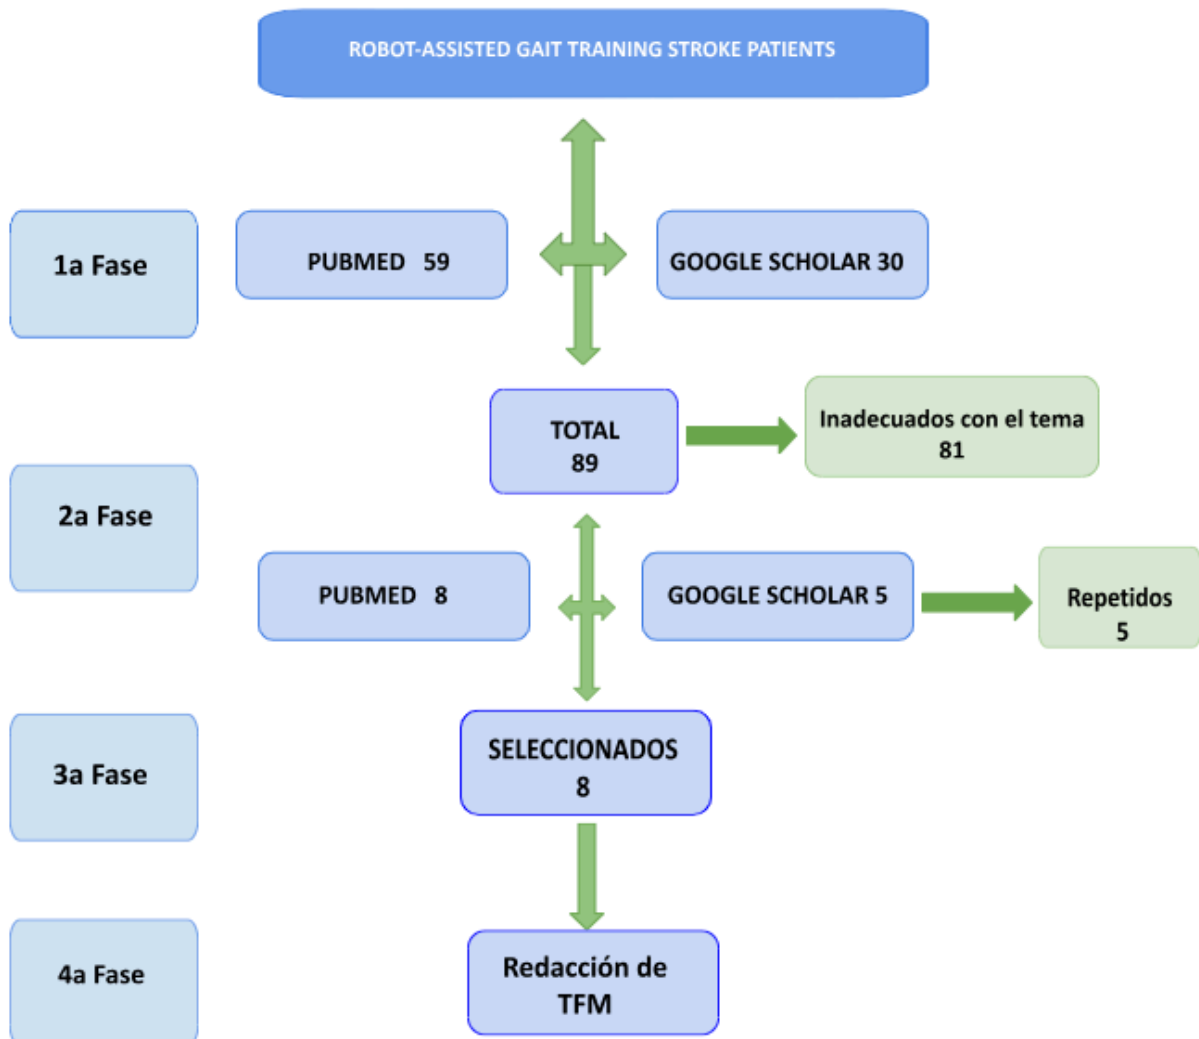 ROBOT-ASSISTED GAIT TRAINING STROKE PATIENTS
1a Fase
PUBMED 59
GOOGLE SCHOLAR 30
TOTAL
89
Inadecuados con el tema
81
2a Fase
PUBMED 8
GOOGLE SCHOLAR 5
Repetidos
5
3a Fase
SELECCIONADOS
8
4a Fase
Redacción de
TFM